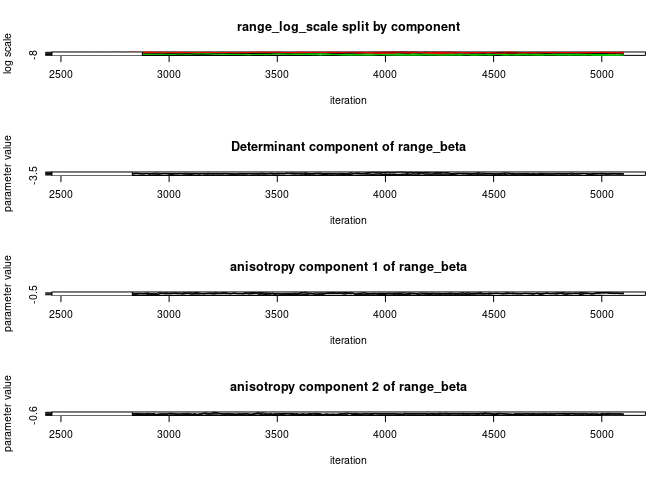 range_log_scale split by component
log scale
-8
2500 3000 3500 4000 4500 5000
iteration
Determinant component of range_beta
parameter value
-3.5
2500 3000 3500 4000 4500 5000
iteration
anisotropy component 1 of range_beta
parameter value
-0.5
2500 3000 3500 4000 4500 5000
iteration
anisotropy component 2 of range_beta
parameter value
-0.6
2500 3000 3500 4000 4500 5000
iteration